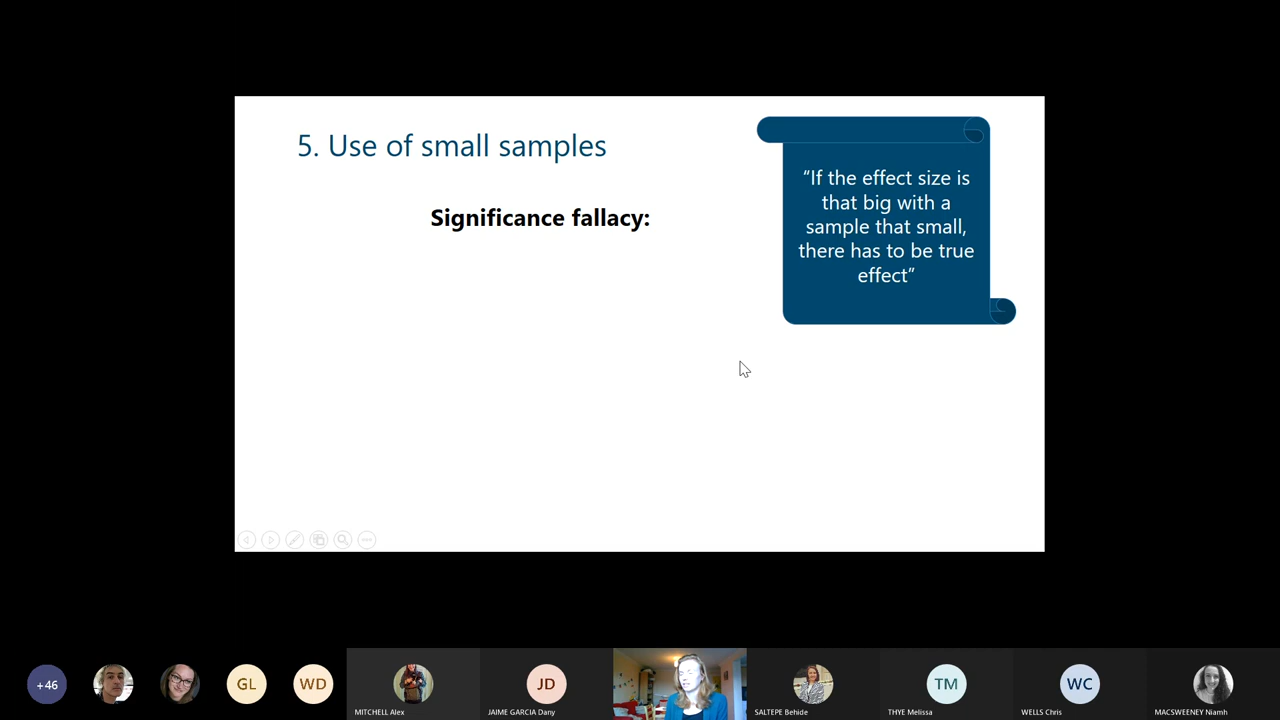 5. Use of small samples
Significance fallacy:
“If the effect size is
that big with a
sample that small,
there has to be true
effect”
+46
GL
WD
MITCHELL Alex
JD
JAIME GARCIA Dany
SALTEPE Behide
TM
THYE Melissa
WC
WELLS Chris
MACSWEENEY Niamh